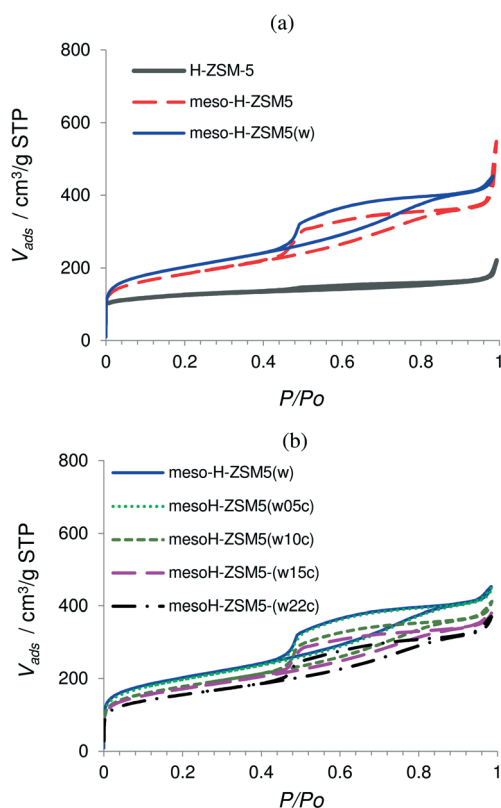 (a)
800
600
400
200
0
V_ads / cm³/g STP
H-ZSM-5
meso-H-ZSM5
meso-H-ZSM5(w)
0 0.2 0.4 0.6 0.8 1
P/Po
(b)
800
600
400
200
0
V_ads / cm³/g STP
meso-H-ZSM5(w)
mesoH-ZSM5(w05c)
mesoH-ZSM5(w10c)
mesoH-ZSM5-(w15c)
mesoH-ZSM5-(w22c)
0 0.2 0.4 0.6 0.8 1
P/Po